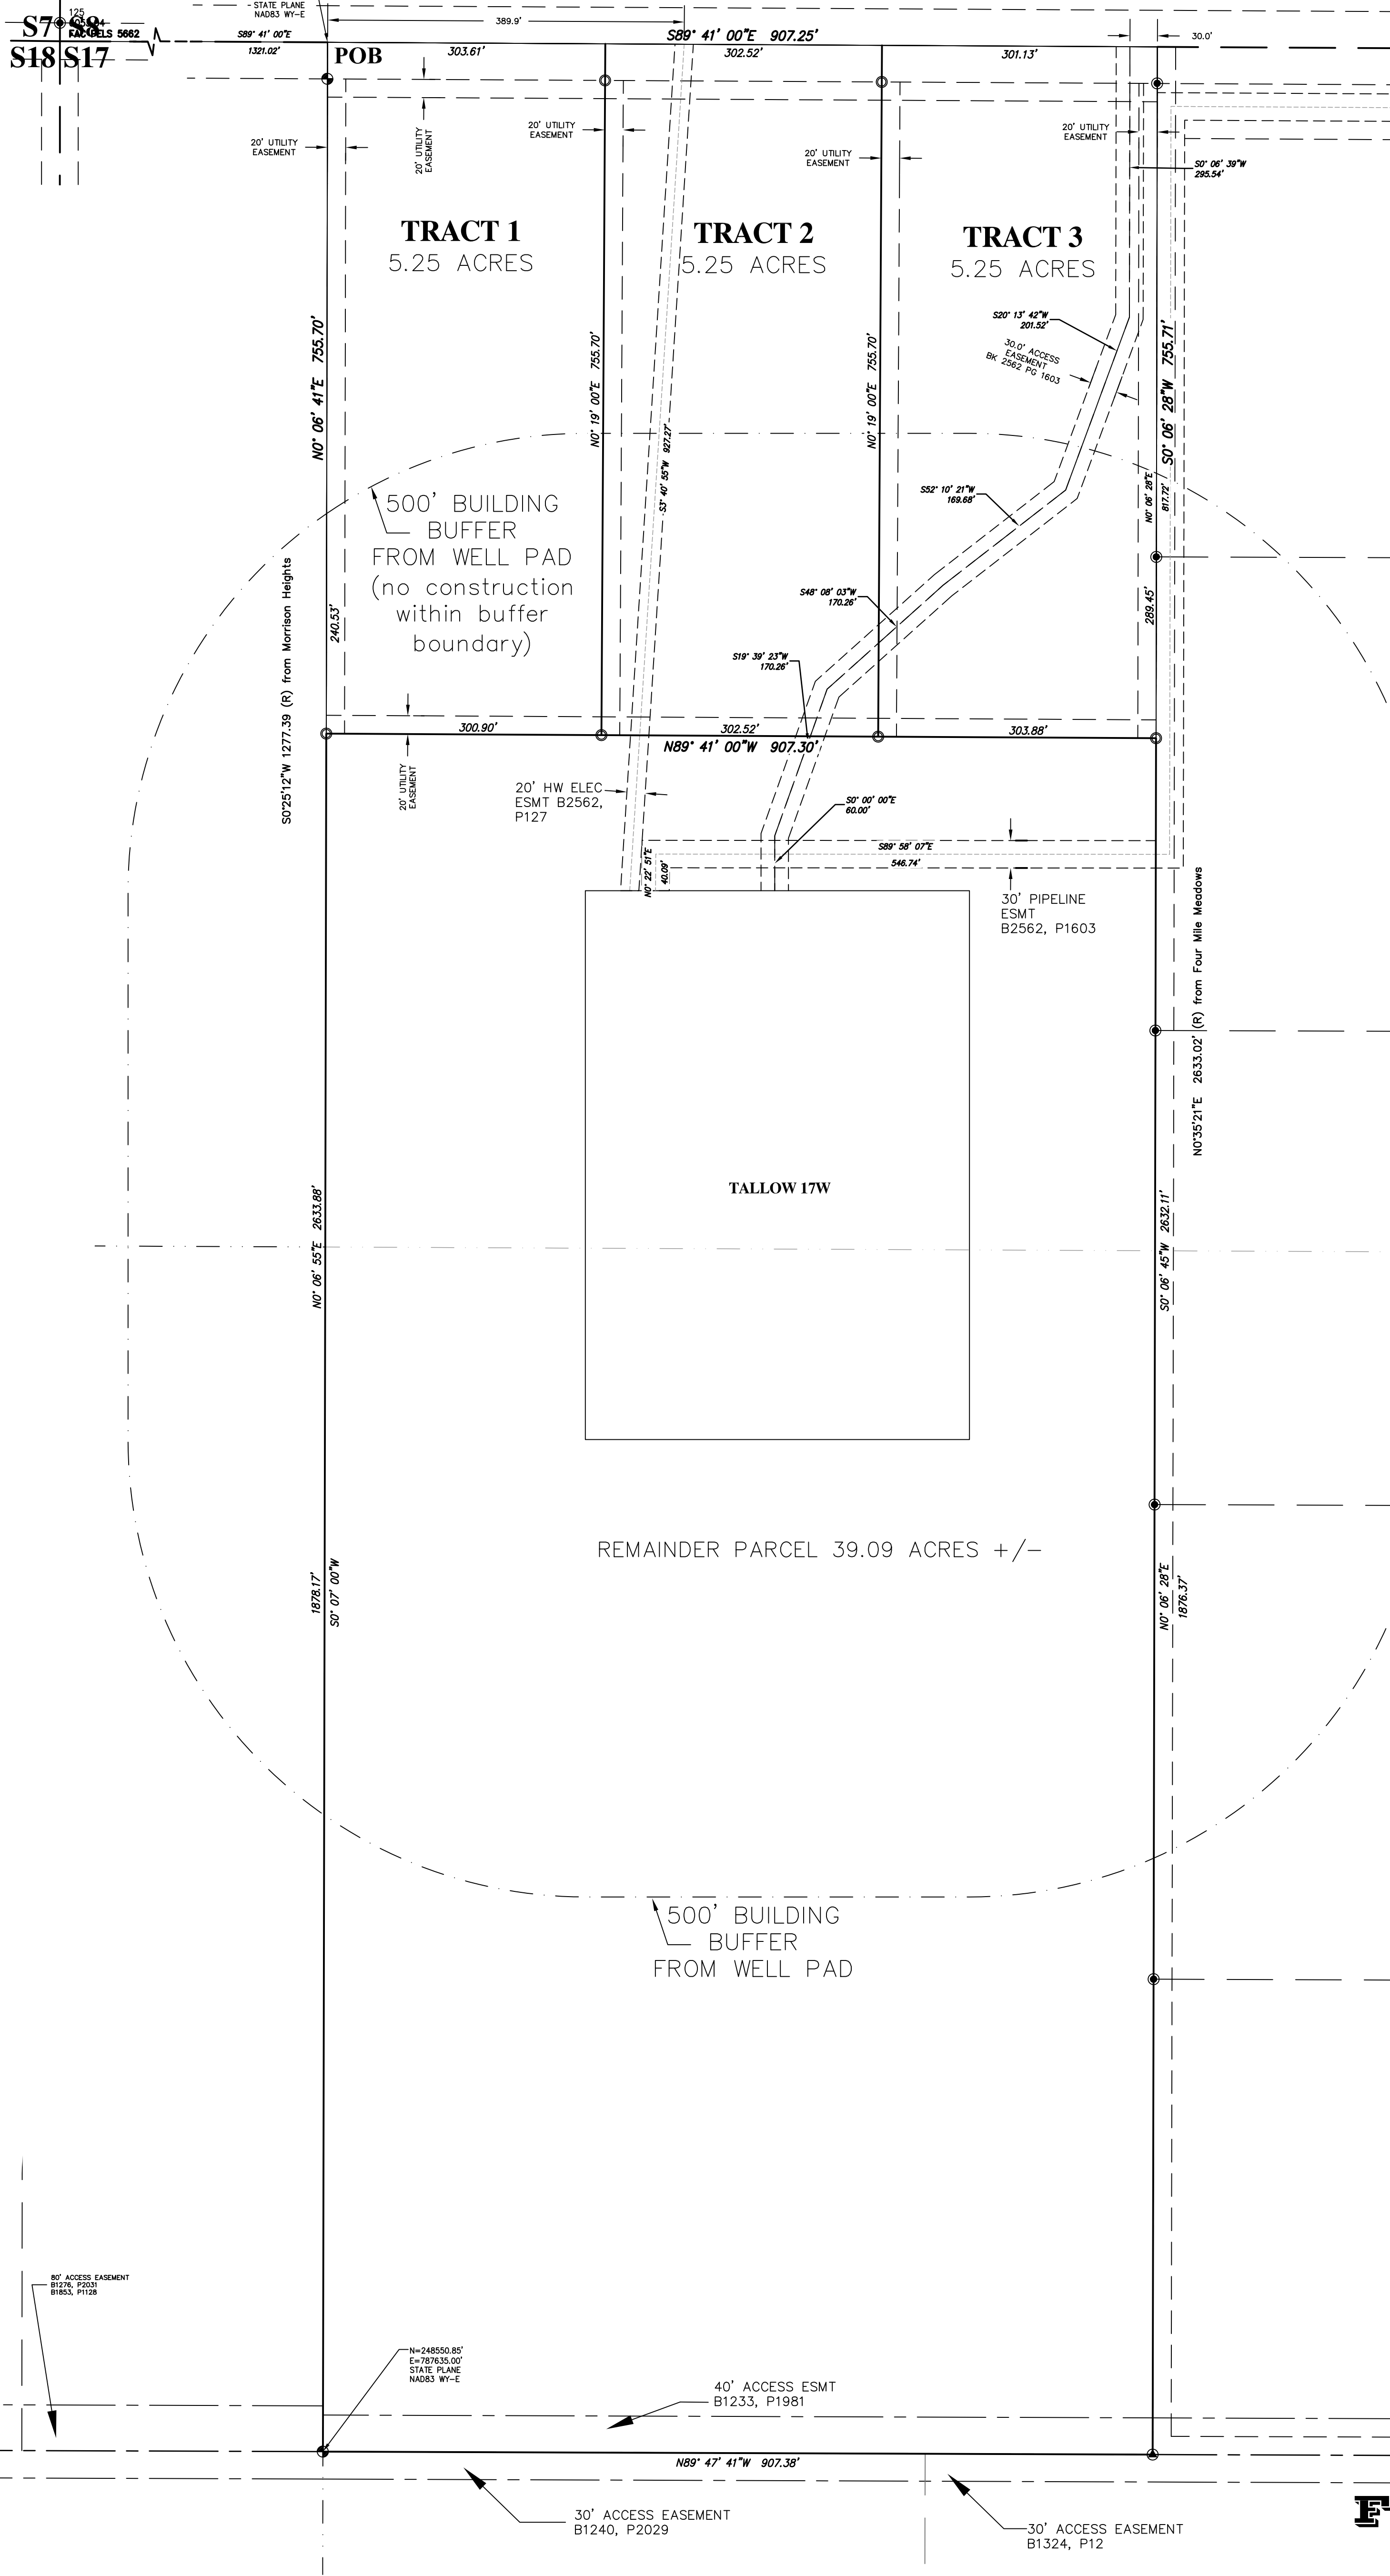 STATE PLANE
NAD83 WY-E
125
S7 S8
FAC PELS 5662
S18 S17
389.9'
S89° 41' 00"E 907.25'
30.0'
S89° 41' 00"E
1321.02'
POB
303.61'
302.52'
301.13'
20' UTILITY
EASEMENT
20' UTILITY
EASEMENT
20' UTILITY
EASEMENT
20' UTILITY
EASEMENT
20' UTILITY
EASEMENT
S0° 06' 39"W
295.54'
TRACT 1
5.25 ACRES
TRACT 2
5.25 ACRES
TRACT 3
5.25 ACRES
N0° 06' 41"E 755.70'
N0° 19' 00"E 755.70'
N0° 19' 00"E 755.70'
S0° 06' 28"W 755.71'
S20° 13' 42"W
201.52'
30.0' ACCESS
EASEMENT
BK 2562 PG 1603
S3° 40' 55"W 927.27'
500' BUILDING
BUFFER
FROM WELL PAD
(no construction
within buffer
boundary)
S52° 10' 21"W
169.68'
N0° 06' 28"E
817.72'
S48° 08' 03"W
170.26'
240.53'
289.45'
S19° 39' 23"W
170.26'
S0°25'12"W 1277.39 (R) from Morrison Heights
300.90'
302.52'
303.88'
N89° 41' 00"W 907.30'
20' UTILITY
EASEMENT
20' HW ELEC
ESMT B2562,
P127
S0° 00' 00"E
60.00'
S89° 58' 07"E
546.74'
N0° 22' 51"E
40.09'
30' PIPELINE
ESMT
B2562, P1603
N0°35'21"E 2633.02' (R) from Four Mile Meadows
TALLOW 17W
N0° 06' 55"E 2633.88'
S0° 06' 45"W 2632.11'
REMAINDER PARCEL 39.09 ACRES +/-
1878.17'
S0° 07' 00"W
N0° 06' 28"E
1876.37'
500' BUILDING
BUFFER
FROM WELL PAD
80' ACCESS EASEMENT
B1276, P2031
B1853, P1128
N=248550.85'
E=787635.00'
STATE PLANE
NAD83 WY-E
40' ACCESS ESMT
B1233, P1981
N89° 47' 41"W 907.38'
30' ACCESS EASEMENT
B1240, P2029
30' ACCESS EASEMENT
B1324, P12
F